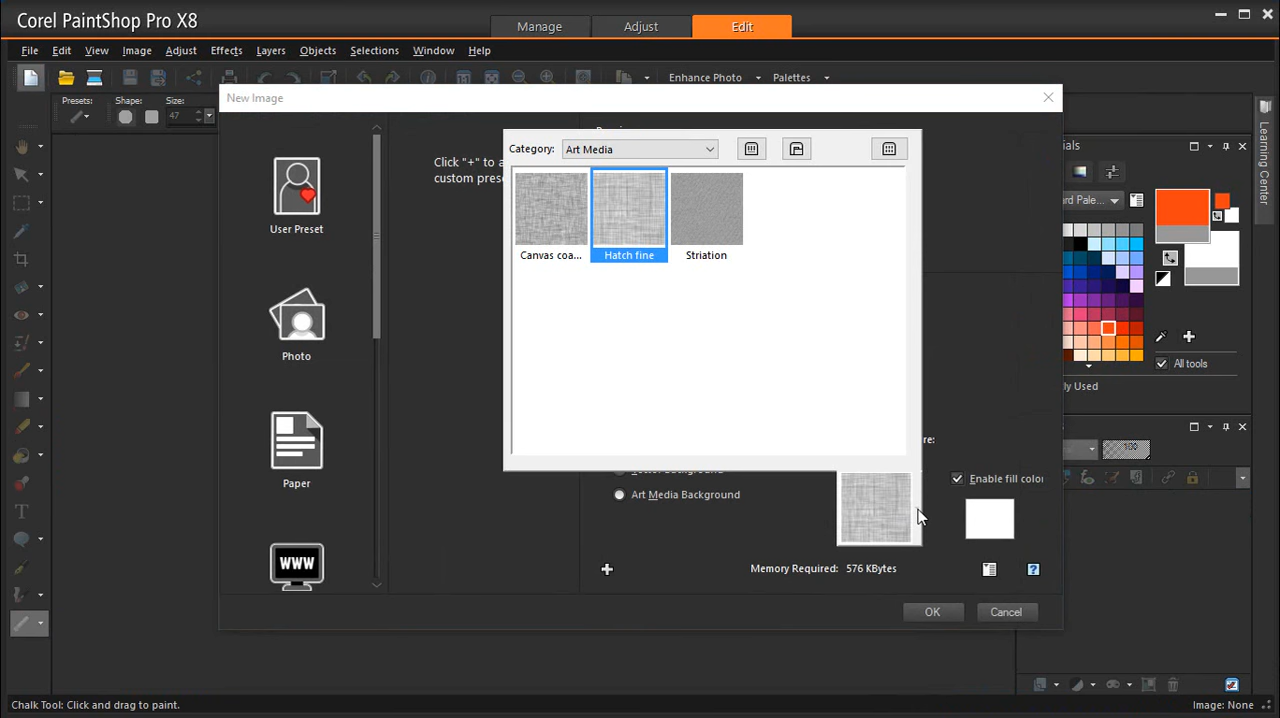 Corel PaintShop Pro X8
Manage
Adjust
Edit
File Edit View Image Adjust Effects Layers Objects Selections Window Help
Enhance Photo
Palettes
Presets:
Shape:
Size:
47
New Image
Category:
Art Media
Canvas coa...
Hatch fine
Striation
Click "+" to
User Preset
Photo
Paper
WWW
Art Media Background
Enable fill color
Memory Required: 576 KBytes
OK
Cancel
Learning Center
All tools
100
Chalk Tool: Click and drag to paint.
Image: None